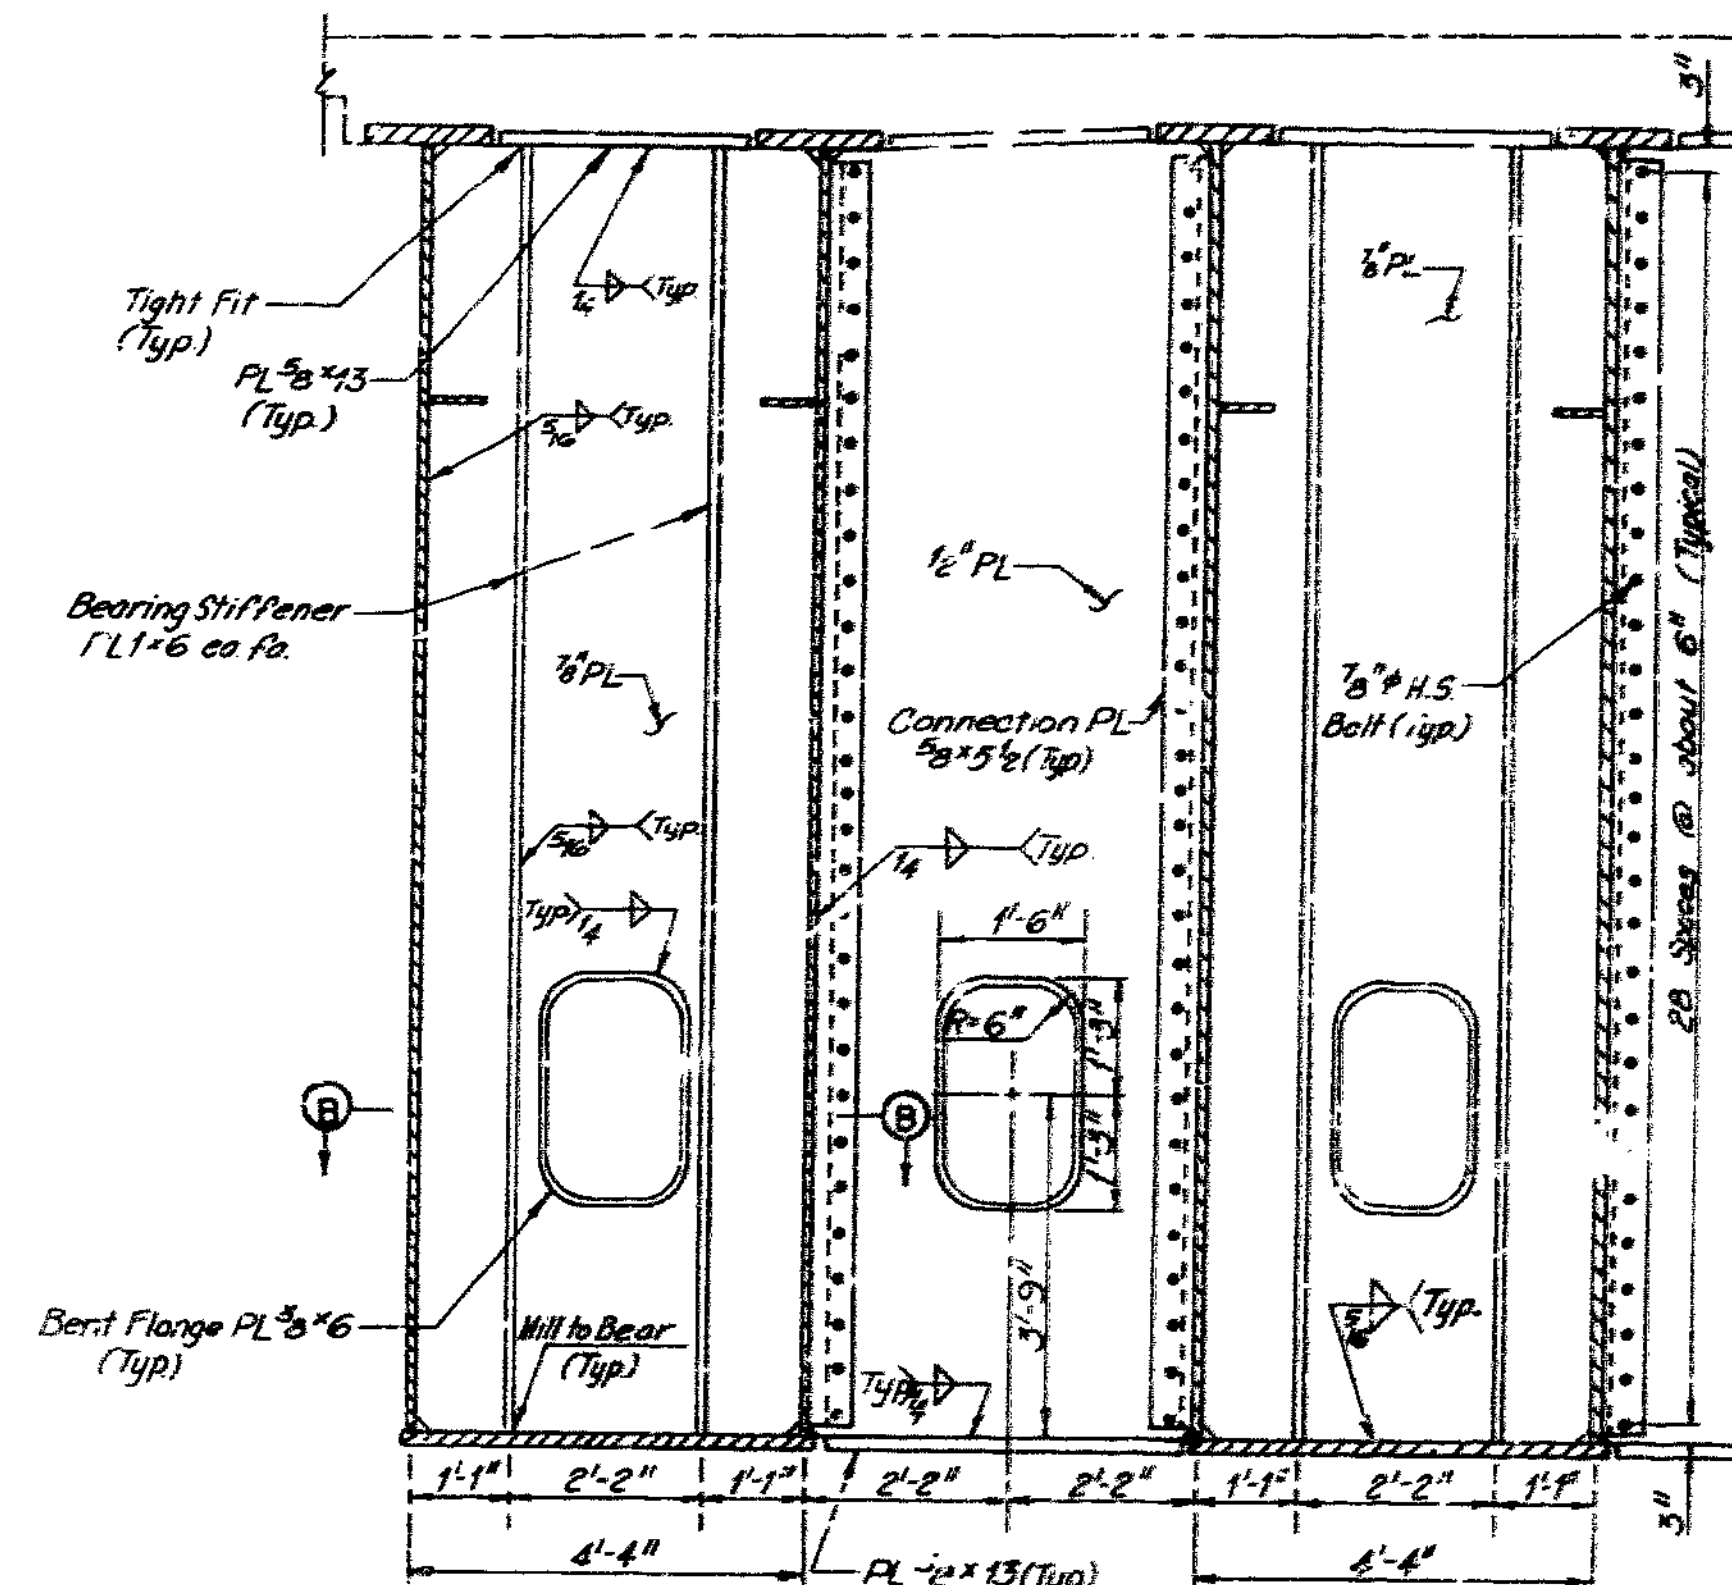 3"
Tight Fit
(Typ.)
PL 5/8 x 13
(Typ.)
1/4 Typ
5/16 Typ.
7/8" PL
Bearing Stiffener
PL 1 x 6 ea. fa.
1/2" PL
7/8" PL
Connection PL
5/8 x 5 1/2 (Typ)
7/8" ϕ H.S.
Bolt (Typ.)
28 Spaces @ about 6" (Typical)
5/16 Typ.
1/4 Typ.
Typ 1/4
1'-6"
R=6"
1'-3"
1'-3"
B
B
3'-9"
Bent Flange PL 3/8 x 6
(Typ.)
Mill to Bear
(Typ.)
Typ 1/4
5/16 Typ.
1'-1"
2'-2"
1'-1"
2'-2"
2'-2"
1'-1"
2'-2"
1'-1"
3"
4'-4"
PL x 13 (Typ)
4'-4"